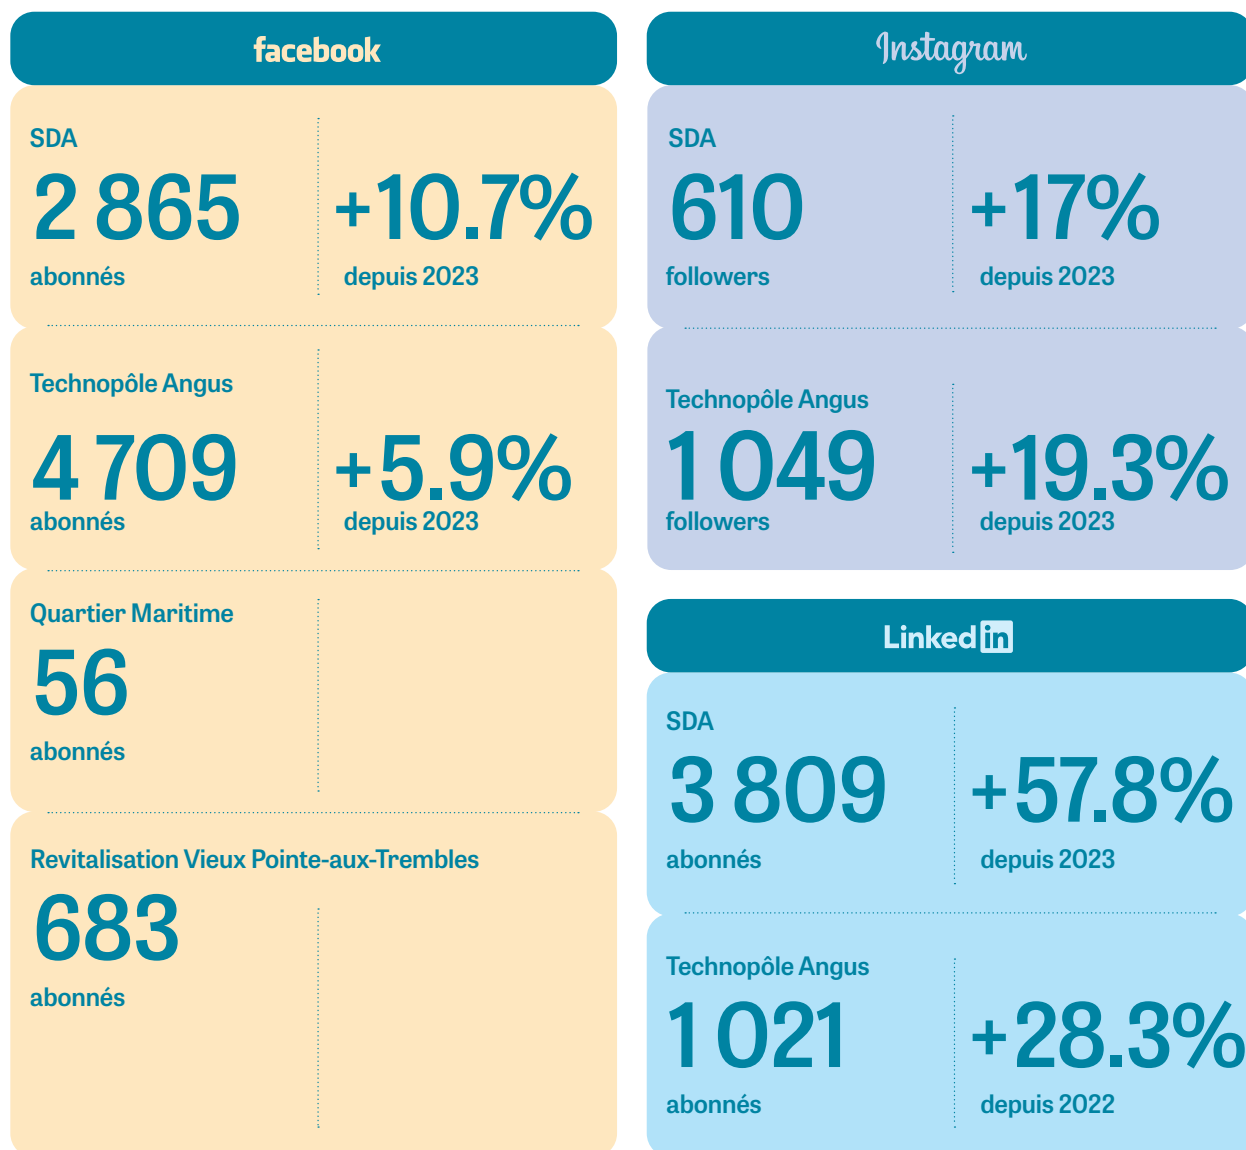 facebook
SDA
2 865
abonnés
+10.7%
depuis 2023
Technopôle Angus
4 709
abonnés
+5.9%
depuis 2023
Quartier Maritime
56
abonnés
Revitalisation Vieux Pointe-aux-Trembles
683
abonnés
Instagram
SDA
610
followers
+17%
depuis 2023
Technopôle Angus
1 049
followers
+19.3%
depuis 2023
Linked in
SDA
3 809
abonnés
+57.8%
depuis 2023
Technopôle Angus
1 021
abonnés
+28.3%
depuis 2022